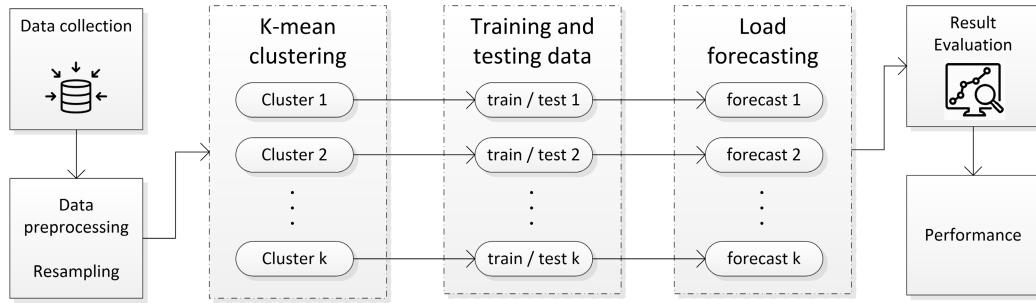 Data collection
Data
preprocessing
Resampling
K-mean
clustering
Cluster 1
Cluster 2
Cluster k
Training and
testing data
train / test 1
train / test 2
train / test k
Load
forecasting
forecast 1
forecast 2
forecast k
Result
Evaluation
Performance